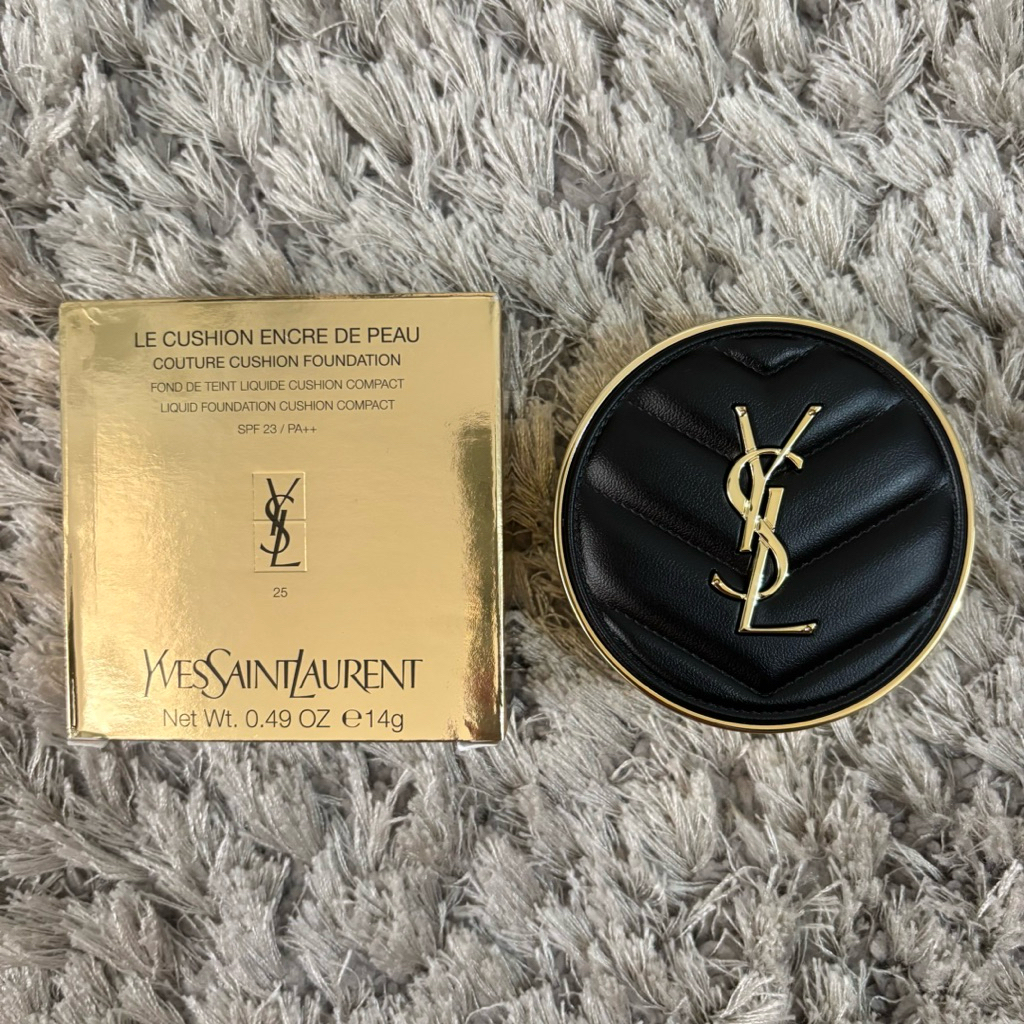 LE CUSHION ENCRE DE PEAU
COUTURE CUSHION FOUNDATION
FOND DE TEINT LIQUIDE CUSHION COMPACT
LIQUID FOUNDATION CUSHION COMPACT
SPF 23 / PA++
YSL
25
YVESSAINTLAURENT
Net Wt. 0.49 OZ ℮14g
YSL